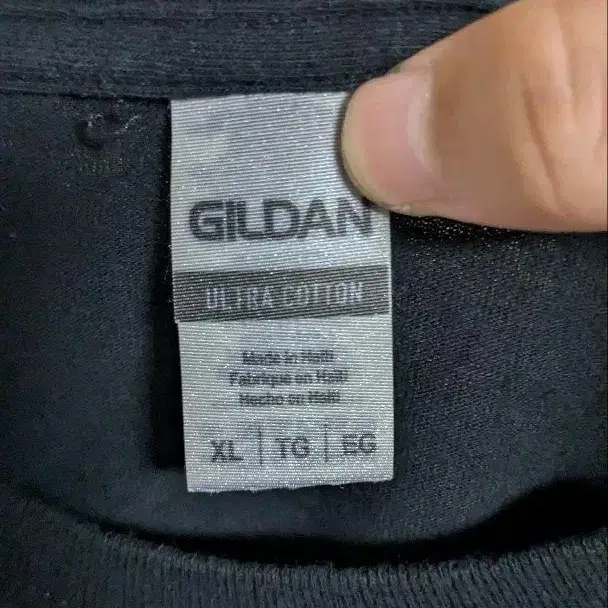 GILDAN
ULTRA COTTON
Made in Haiti
Fabriqué en Haïti
Hecho en Haití
XL | TG | EG